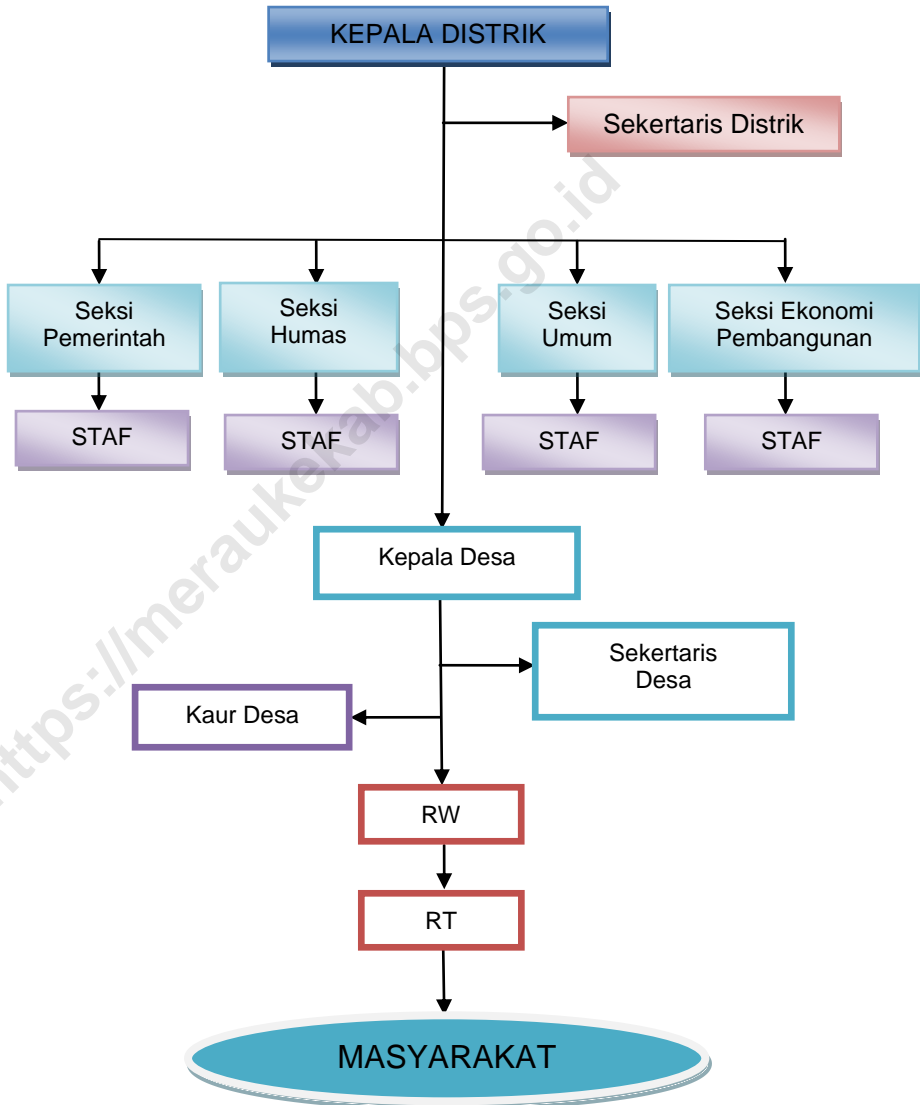 KEPALA DISTRIK
Sekertaris Distrik
Seksi
Pemerintah
Seksi
Humas
Seksi
Umum
Seksi Ekonomi
Pembangunan
STAF
STAF
STAF
STAF
Kepala Desa
Sekertaris
Desa
Kaur Desa
RW
RT
MASYARAKAT
https://meraukekab.bps.go.id